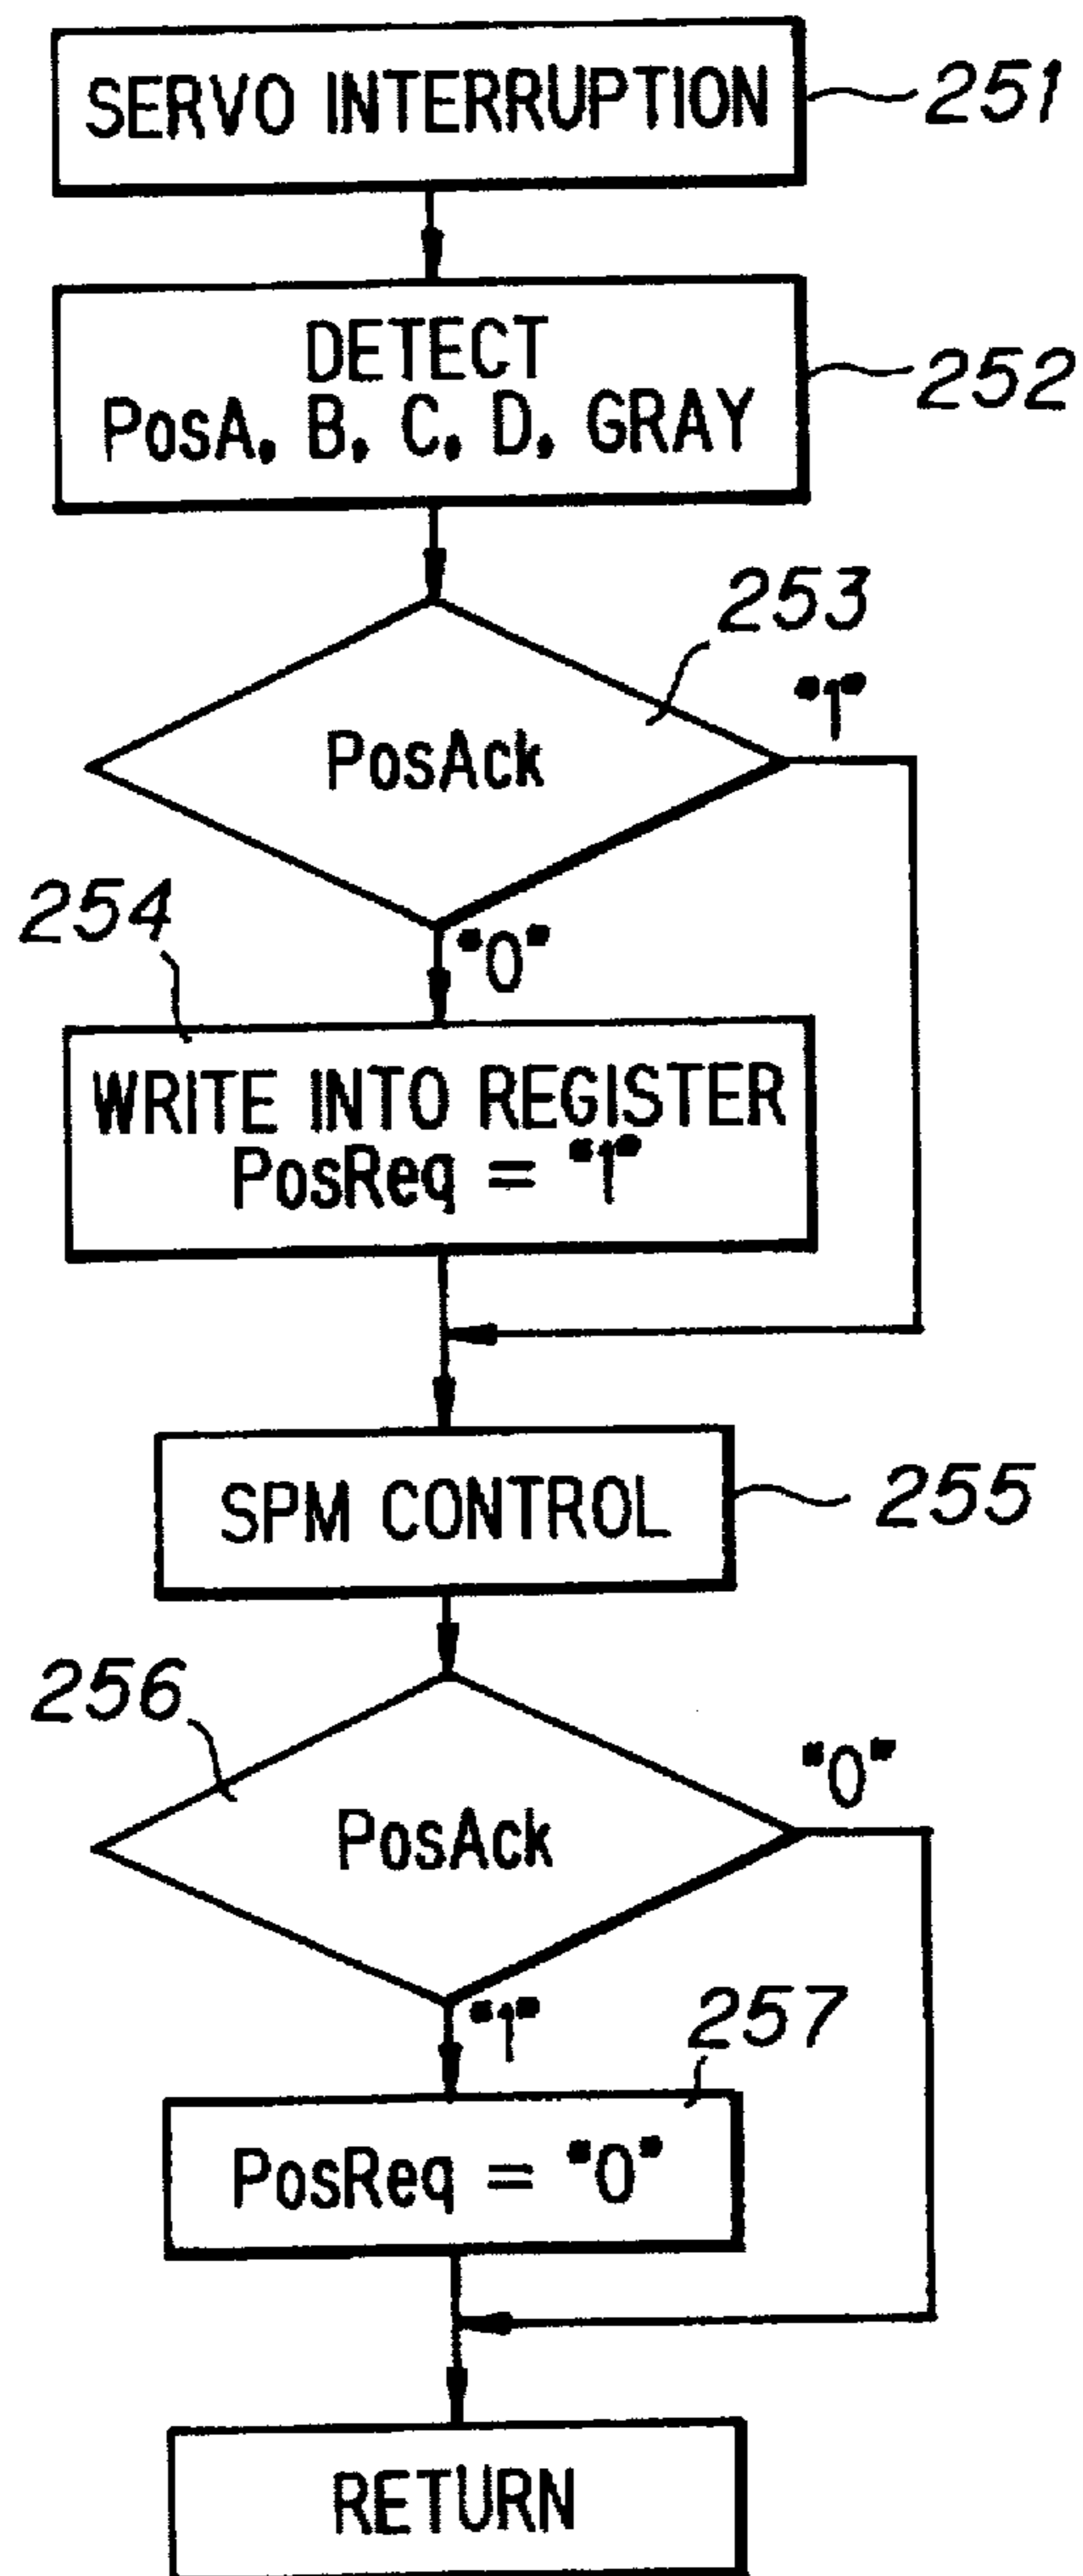 SERVO INTERRUPTION
251
DETECT
PosA, B, C, D, GRAY
252
253
"1"
PosAck
254
"0"
WRITE INTO REGISTER
PosReq = "1"
SPM CONTROL
255
256
"0"
PosAck
"1"
257
PosReq = "0"
RETURN